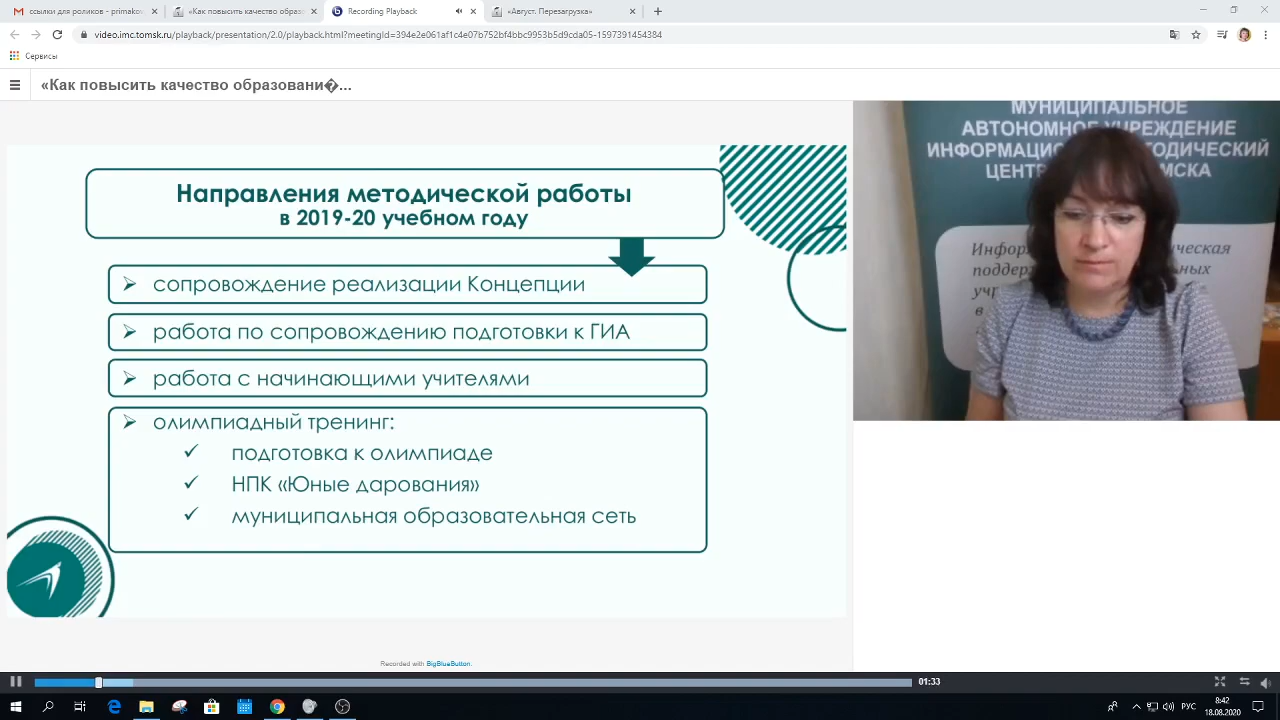 ссылки для роликов - primakov
«Как повысить качество образо
Recording Playback
«Август. Перезагрузка»
video.imc.tomsk.ru/playback/presentation/2.0/playback.html?meetingId=394e2e061af1c4e07b752bf4bbc9953b5d9cda05-1597391454384
Сервисы
«Как повысить качество образовани�...
Направления методической работы
в 2019-20 учебном году
сопровождение реализации Концепции
работа по сопровождению подготовки к ГИА
работа с начинающими учителями
олимпиадный тренинг:
подготовка к олимпиаде
НПК «Юные дарования»
муниципальная образовательная сеть
МУНИЦИПАЛЬНОЕ
АВТОНОМНОЕ УЧРЕЖДЕНИЕ
Recorded with BigBlueButton.
01:33
РУС
8:42
18.08.2020